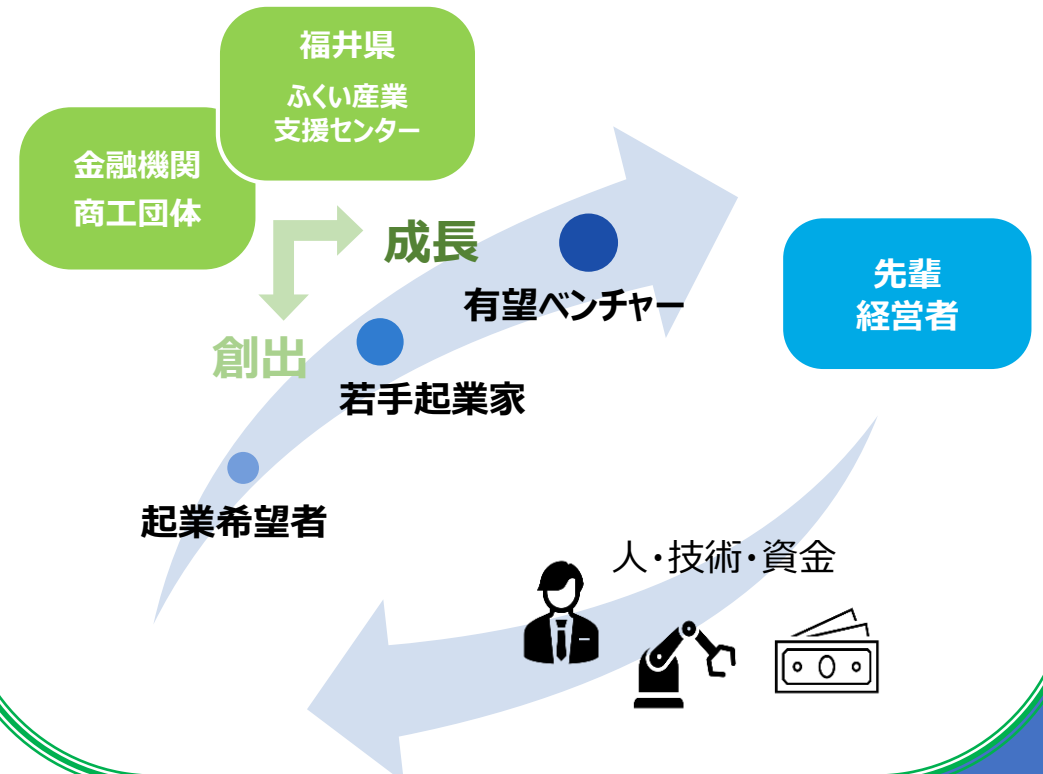 福井県
ふくい産業
支援センター
金融機関
商工団体
成長
創出
有望ベンチャー
若手起業家
起業希望者
先輩
経営者
人・技術・資金